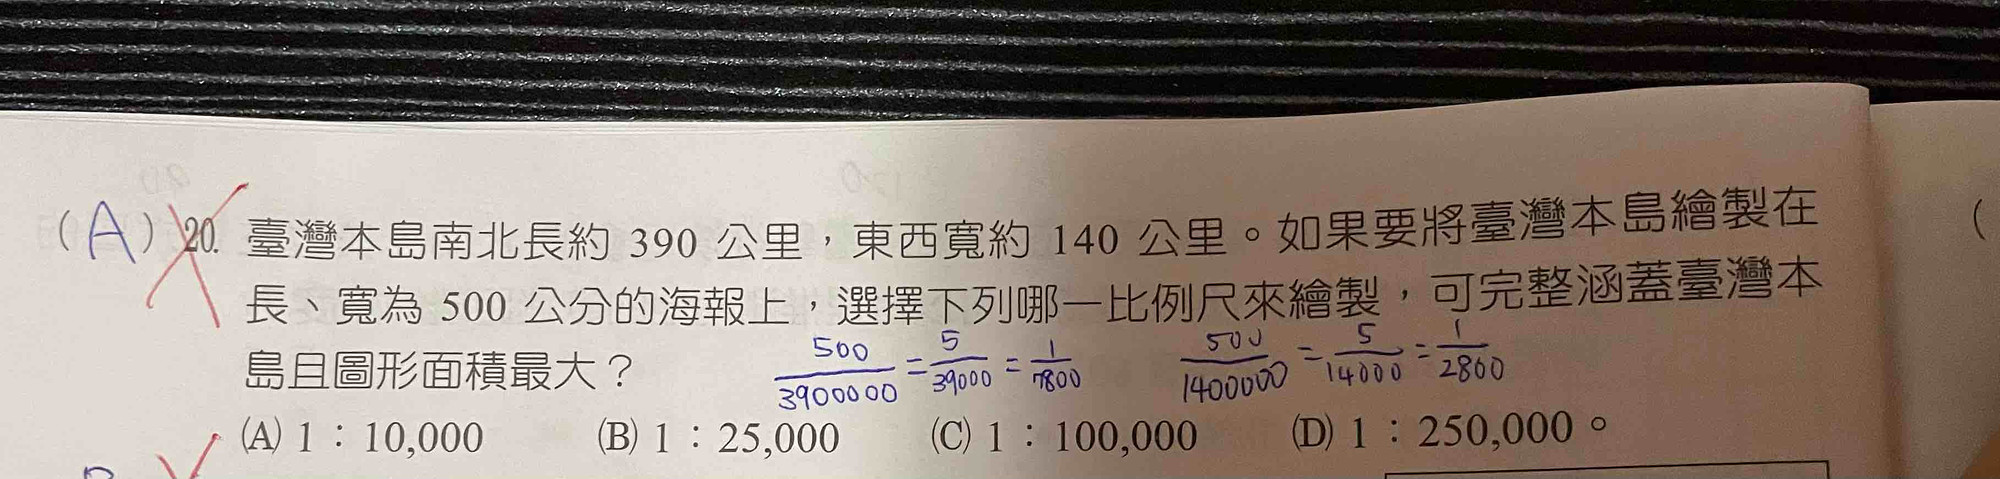 (A) 20. 臺灣本島南北長約 390 公里，東西寬約 140 公里。如果要將臺灣本島繪製在
長、寬為 500 公分的海報上，選擇下列哪一比例尺來繪製，可完整涵蓋臺灣本
島且圖形面積最大？
500/3900000 = 5/39000 = 1/7800 500/1400000 = 5/14000 = 1/2800
(A) 1：10,000 (B) 1：25,000 (C) 1：100,000 (D) 1：250,000。